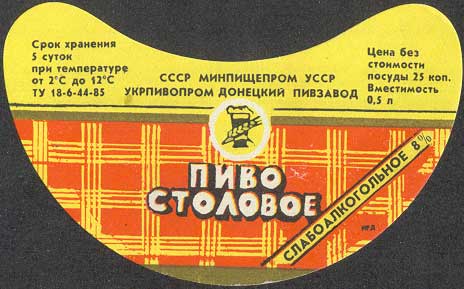 Срок хранения
5 суток
при температуре
от 2°С до 12°С
ТУ 18-6-44-85
СССР МИНПИЩЕПРОМ УССР
УКРПИВОПРОМ ДОНЕЦКИЙ ПИВЗАВОД
Цена без
стоимости
посуды 25 коп.
Вместимость
0,5 л
ПИВО
СТОЛОВОЕ
СЛАБОАЛКОГОЛЬНОЕ 8%